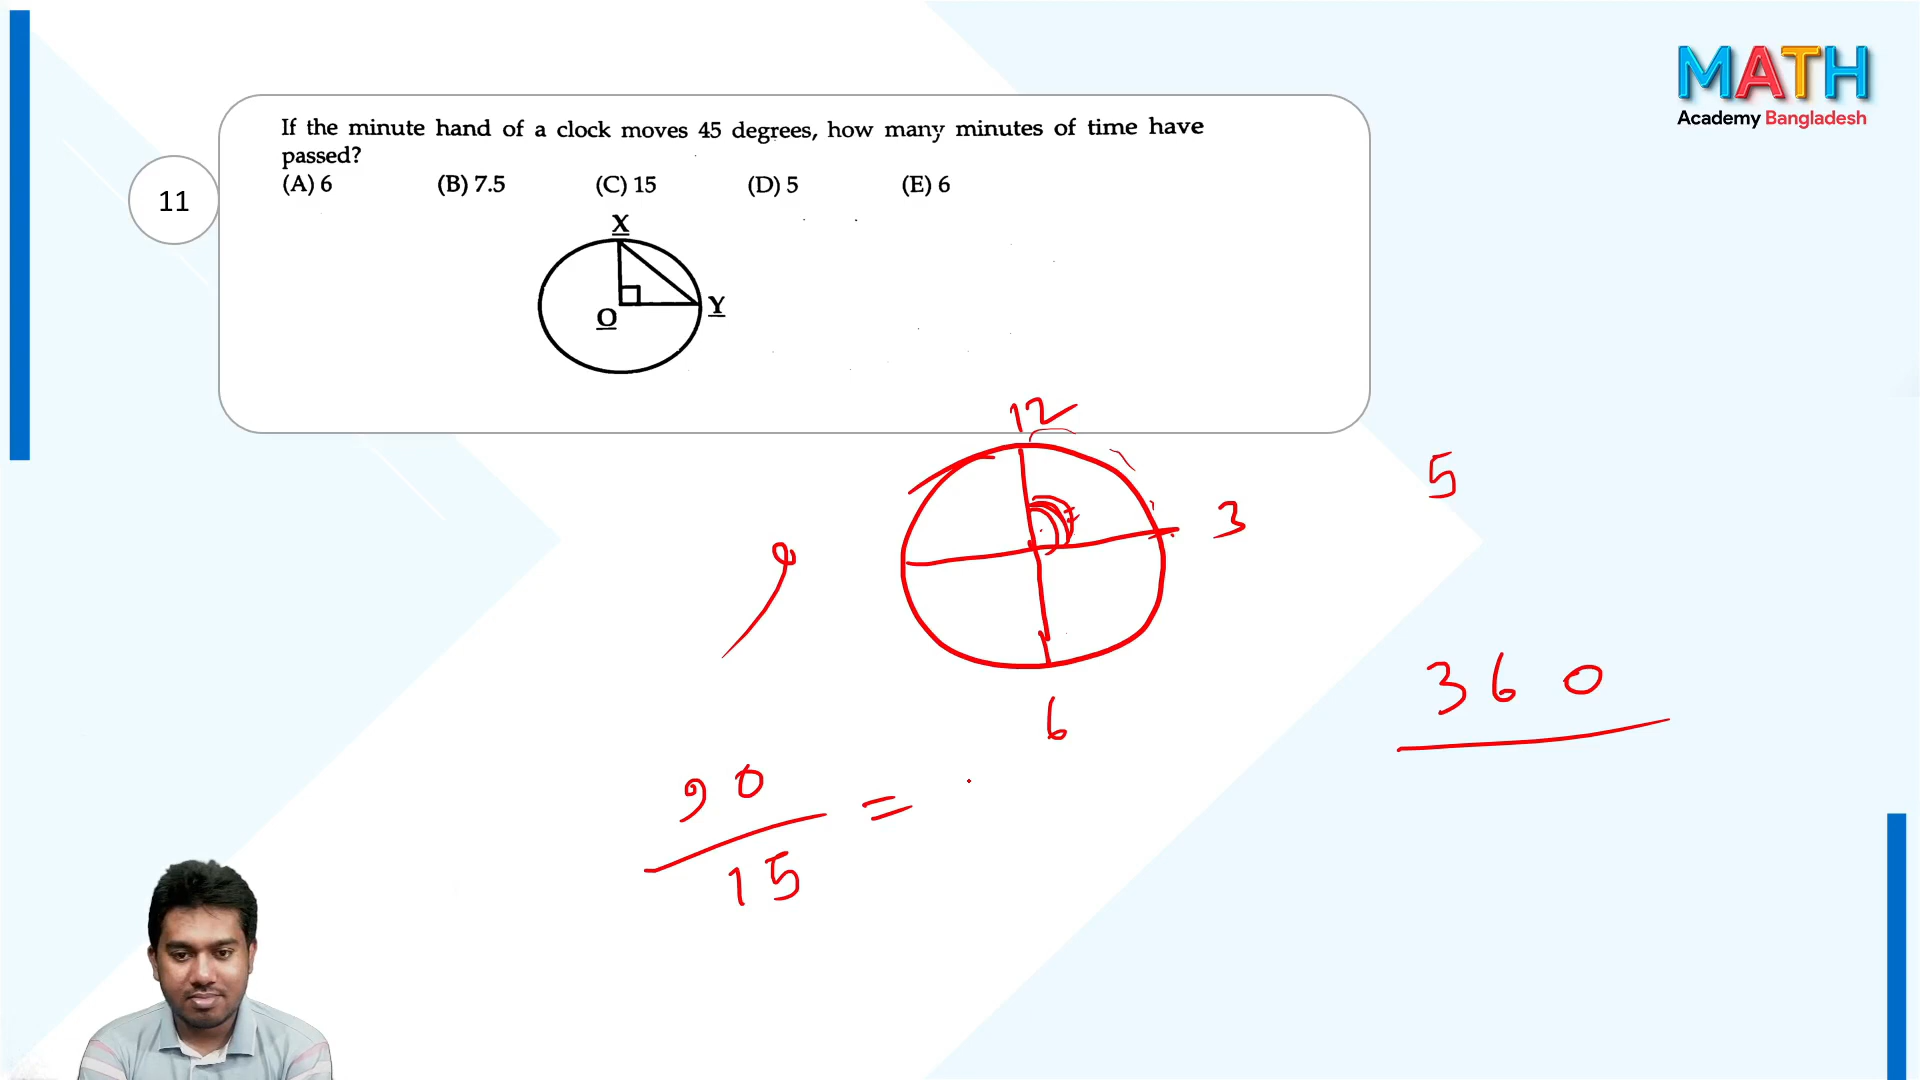 MATH
Academy Bangladesh
11
If the minute hand of a clock moves 45 degrees, how many minutes of time have
passed?
(A) 6 (B) 7.5 (C) 15 (D) 5 (E) 6
X
O
Y
12
3
5
9
6
360
90
15
=